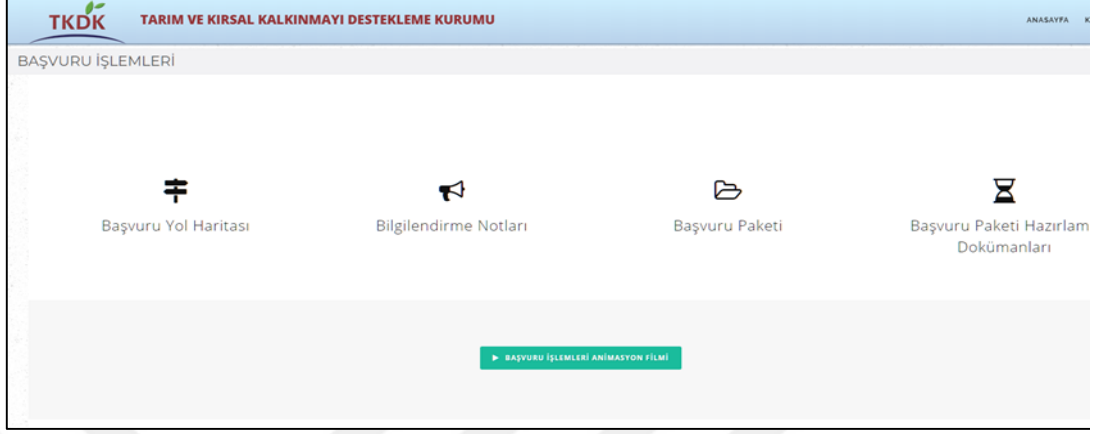 TKDK TARIM VE KIRSAL KALKINMAYI DESTEKLEME KURUMU ANASAYFA K
BAŞVURU İŞLEMLERİ
Başvuru Yol Haritası Bilgilendirme Notları Başvuru Paketi Başvuru Paketi Hazırlam
Dokümanları
BAŞVURU İŞLEMLERİ ANİMASYON FİLMİ